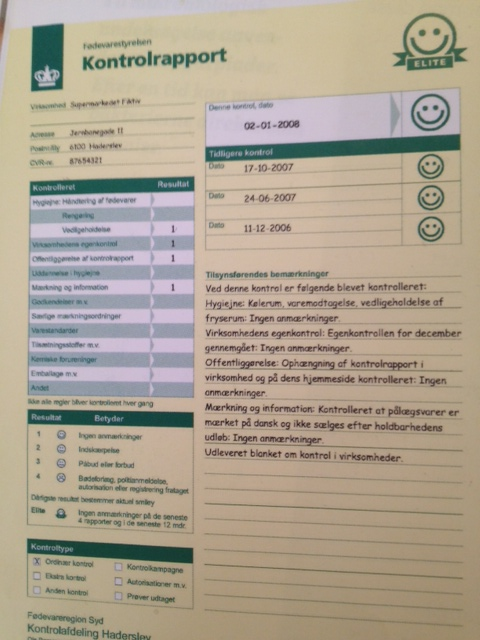 Fødevarestyrelsen
Kontrolrapport
ELITE
Virksomhed Supermarkedet Fiktiv
Adresse Jernbanegade 11
Postnr./By 6100 Haderslev
CVR-nr. 87654321
Denne kontrol, dato
02-01-2008
Tidligere kontrol
Dato 17-10-2007
Dato 24-06-2007
Dato 11-12-2006
Kontrolleret Resultat
Hygiejne: Håndtering af fødevarer
Rengøring
Vedligeholdelse 1
Virksomhedens egenkontrol 1
Offentliggørelse af kontrolrapport 1
Uddannelse i hygiejne
Mærkning og information 1
Godkendelser m.v.
Særlige mærkningsordninger
Varestandarder
Tilsætningsstoffer m.v.
Kemiske forureninger
Emballage m.v.
Andet
Ikke alle regler bliver kontrolleret hver gang
Resultat Betyder
1 Ingen anmærkninger
2 Indskærpelse
3 Påbud eller forbud
4 Bødeforlæg, politianmeldelse,
autorisation eller registrering frataget
Dårligste resultat bestemmer aktuel smiley
Elite Ingen anmærkninger på de seneste
4 rapporter og i de seneste 12 mdr.
Kontroltype
X Ordinær kontrol
Kontrolkampagne
Ekstra kontrol
Autorisationer m.v.
Anden kontrol
Prøver udtaget
Fødevareregion Syd
Kontrolafdeling Haderslev
Tilsynsførendes bemærkninger
Ved denne kontrol er følgende blevet kontrolleret:
Hygiejne: Kølerum, varemodtagelse, vedligeholdelse af
fryserum: Ingen anmærkninger.
Virksomhedens egenkontrol: Egenkontrollen for december
gennemgået: Ingen anmærkninger.
Offentliggørelse: Ophængning af kontrolrapport i
virksomhed og på dens hjemmeside kontrolleret: Ingen
anmærkninger.
Mærkning og information: Kontrolleret at pålægsvarer er
mærket på dansk og ikke sælges efter holdbarhedens
udløb: Ingen anmærkninger.
Udleveret blanket om kontrol i virksomheder.